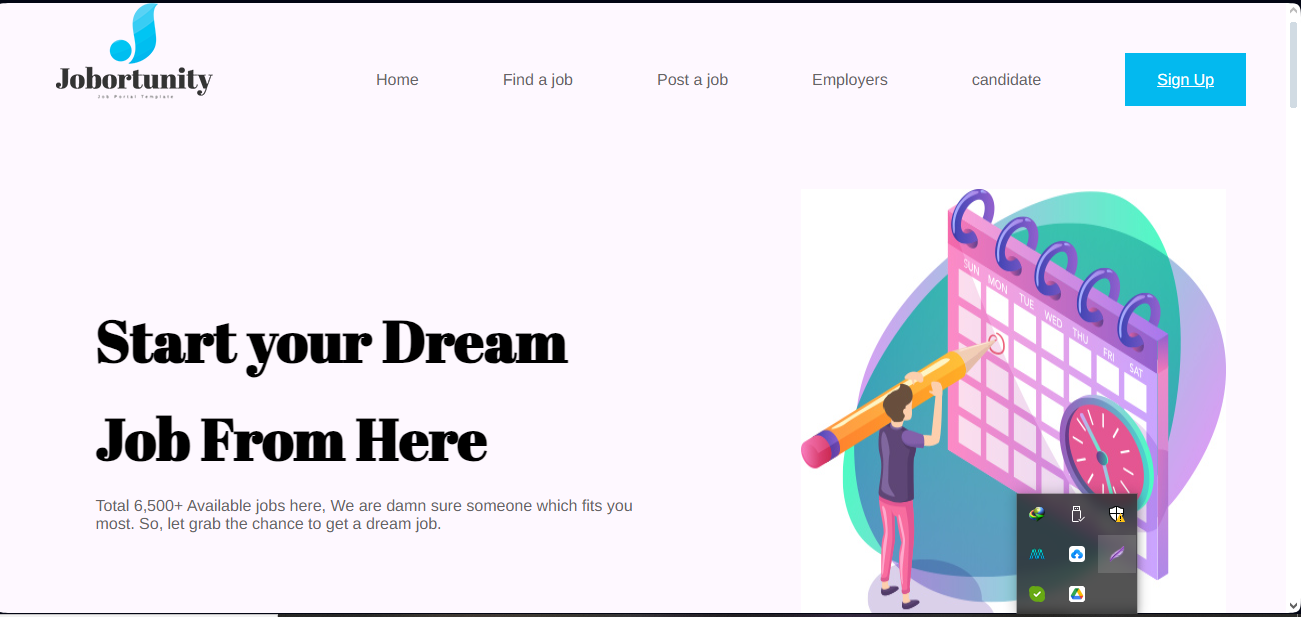 Jobortunity
Job Portal Template
Home
Find a job
Post a job
Employers
candidate
Sign Up
Start your Dream
Job From Here
Total 6,500+ Available jobs here, We are damn sure someone which fits you
most. So, let grab the chance to get a dream job.
SUN
MON
TUE
WED
THU
FRI
SAT